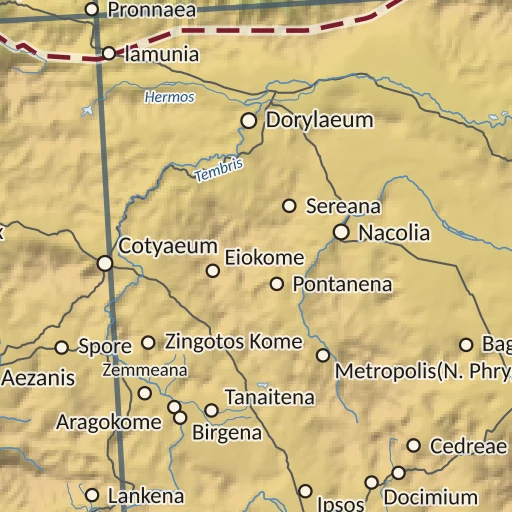 Pronnaea
Iamunia
Hermos
Dorylaeum
Tembris
Sereana
Nacolia
Cotyaeum
Eiokome
Pontanena
Zingotos Kome
Spore
Bag
Zemmeana
Metropolis(N. Phry
Aezanis
Tanaitena
Aragokome
Birgena
Cedreae
Lankena
Docimium
Ipsos